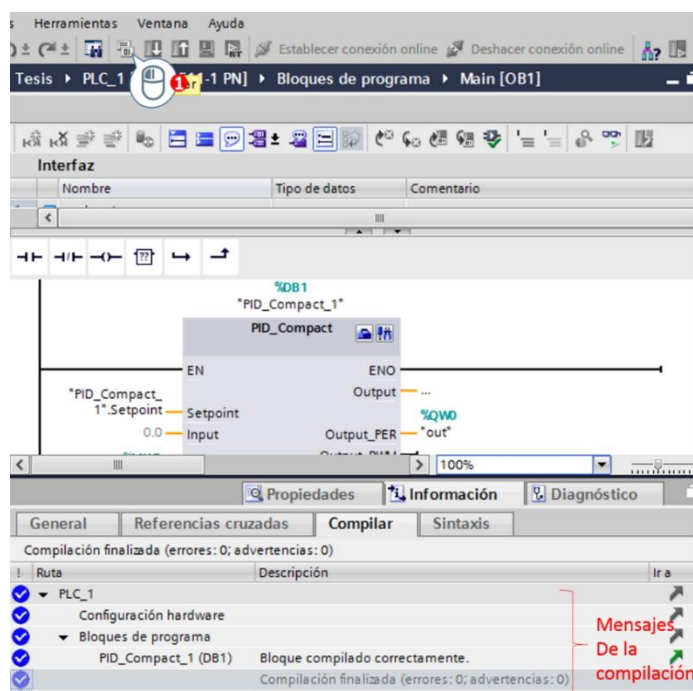 Herramientas Ventana Ayuda
Establecer conexión online Deshacer conexión online
Tesis PLC_1 -1 PN] Bloques de programa Main [OB1]
1 ar
Interfaz
Nombre Tipo de datos Comentario
??
%DB1
"PID_Compact_1"
PID_Compact
EN ENO
"PID_Compact_ Output ...
1".Setpoint Setpoint %QW0
0.0 Input Output_PER "out"
100%
Propiedades Información Diagnóstico
General Referencias cruzadas Compilar Sintaxis
Compilación finalizada (errores: 0; advertencias: 0)
! Ruta Descripción Ir a
PLC_1
Configuración hardware
Bloques de programa
PID_Compact_1 (DB1) Bloque compilado correctamente.
Compilación finalizada (errores: 0; advertencias: 0)
Mensajes
De la
compilación